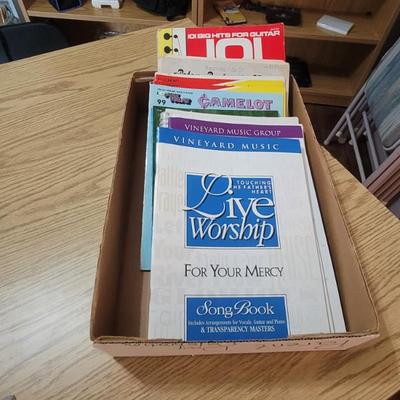 101 BIG HITS FOR GUITAR
101
99
CAMELOT
VINEYARD MUSIC GROUP
VINEYARD MUSIC
TOUCHING
THE FATHER'S
HEART
Live
Worship
FOR YOUR MERCY
SongBook
Includes Arrangements for Vocals, Guitar and Piano
& TRANSPARENCY MASTERS